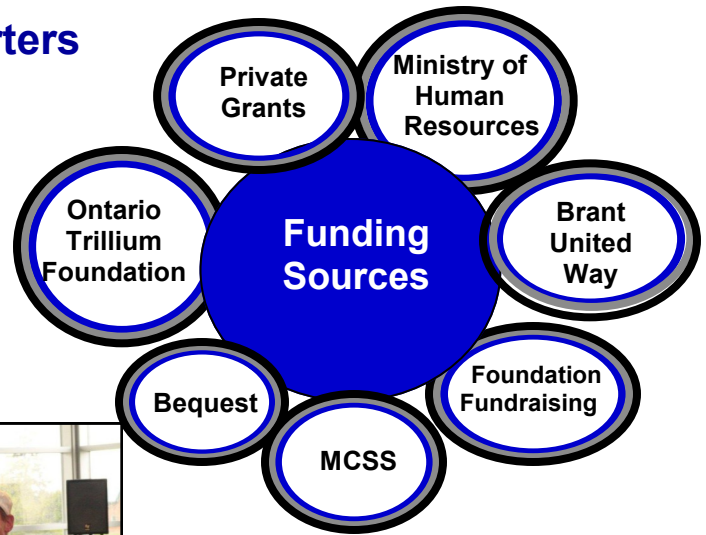 rters
Private
Grants
Ministry of
Human
Resources
Ontario
Trillium
Foundation
Funding
Sources
Brant
United
Way
Bequest
Foundation
Fundraising
MCSS